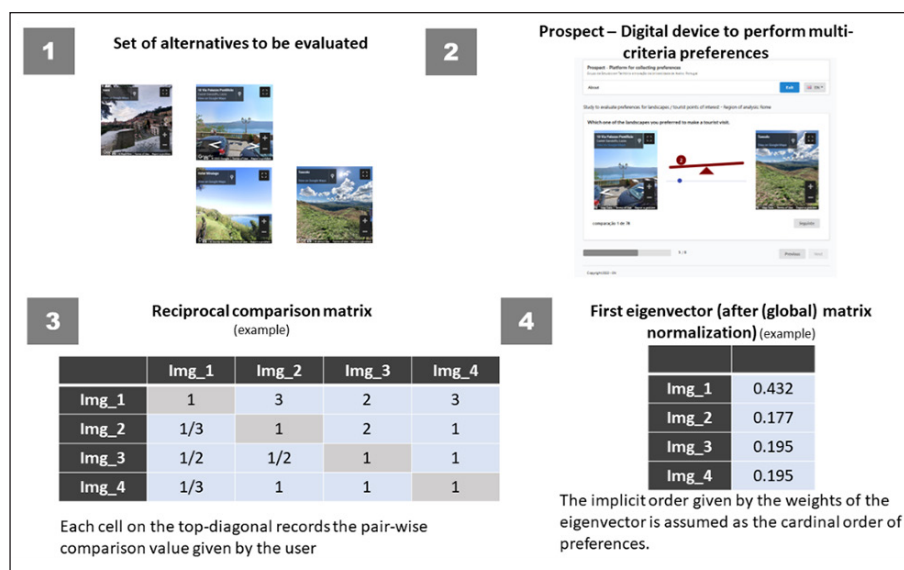 1
Set of alternatives to be evaluated
2
Prospect – Digital device to perform multi-
criteria preferences
Prospect - Platform for collecting preferences
About
Exit
EN
Study to evaluate preferences for landscapes / tourist points of interest - Region of analysis: Rome
Which one of the landscapes you preferred to make a tourist visit.
comparação 1 de 15
Previous
3
Reciprocal comparison matrix
(example)
Img_1 Img_2 Img_3 Img_4
Img_1 1 3 2 3
Img_2 1/3 1 2 1
Img_3 1/2 1/2 1 1
Img_4 1/3 1 1 1
Each cell on the top-diagonal records the pair-wise
comparison value given by the user
4
First eigenvector (after (global) matrix
normalization) (example)
Img_1 0.432
Img_2 0.177
Img_3 0.195
Img_4 0.195
The implicit order given by the weights of the
eigenvector is assumed as the cardinal order of
preferences.